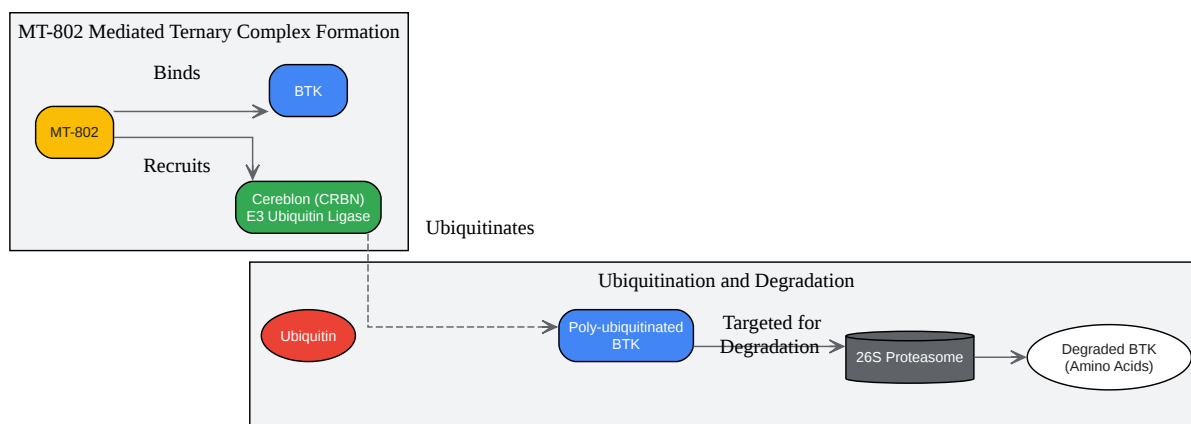 MT-802 Mediated Ternary Complex Formation
Binds
BTK
MT-802
Recruits
Cereblon (CRBN)
E3 Ubiquitin Ligase
Ubiquitinates
Ubiquitination and Degradation
Ubiquitin
Poly-ubiquitinated
BTK
Targeted for
Degradation
26S Proteasome
Degraded BTK
(Amino Acids)